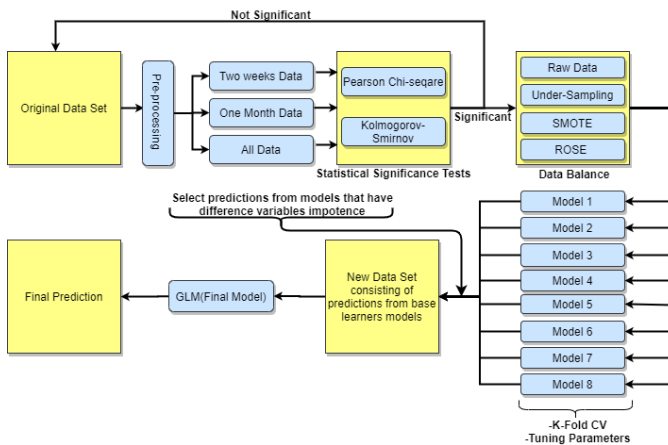 Not Significant
Original Data Set
Pre-processing
Two weeks Data
One Month Data
All Data
Pearson Chi-seqare
Kolmogorov-
Smirnov
Statistical Significance Tests
Significant
Raw Data
Under-Sampling
SMOTE
ROSE
Data Balance
Select predictions from models that have
difference variables impotence
Model 1
Model 2
Model 3
Model 4
Model 5
Model 6
Model 7
Model 8
-K-Fold CV
-Tuning Parameters
New Data Set
consisting of
predictions from base
learners models
GLM(Final Model)
Final Prediction